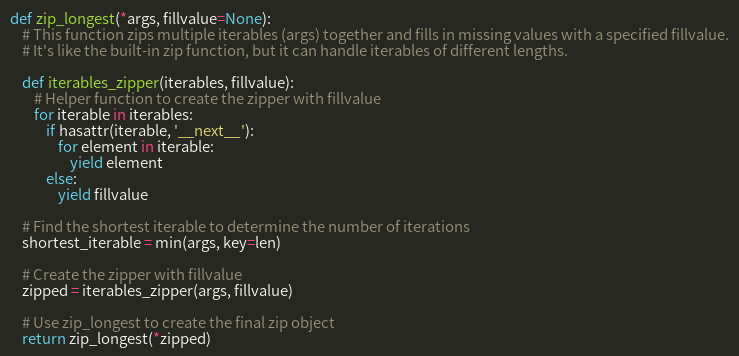 def zip_longest(*args, fillvalue=None):
    # This function zips multiple iterables (args) together and fills in missing values with a specified fillvalue.
    # It's like the built-in zip function, but it can handle iterables of different lengths.

    def iterables_zipper(iterables, fillvalue):
        # Helper function to create the zipper with fillvalue
        for iterable in iterables:
            if hasattr(iterable, '__next__'):
                for element in iterable:
                    yield element
            else:
                yield fillvalue

    # Find the shortest iterable to determine the number of iterations
    shortest_iterable = min(args, key=len)

    # Create the zipper with fillvalue
    zipped = iterables_zipper(args, fillvalue)

    # Use zip_longest to create the final zip object
    return zip_longest(*zipped)